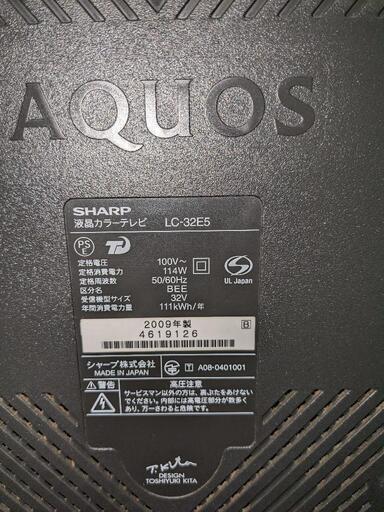 AQUOS
SHARP
液晶カラーテレビ LC-32E5
PS
E
定格電圧 100V~
定格消費電力 114W
定格周波数 50/60Hz
区分名 BEE
受信機型サイズ 32V
年間消費電力量 111kWh/年
UL Japan
2009年製 B
4619126
シャープ株式会社
MADE IN JAPAN
T A08-0401001
警告 高圧注意
サービスマン以外の方は、裏ぶたをあけないで
ください。内部には高電圧部分が数多く
あり、万一さわると危険です。
T. Kita
DESIGN
TOSHIYUKI KITA